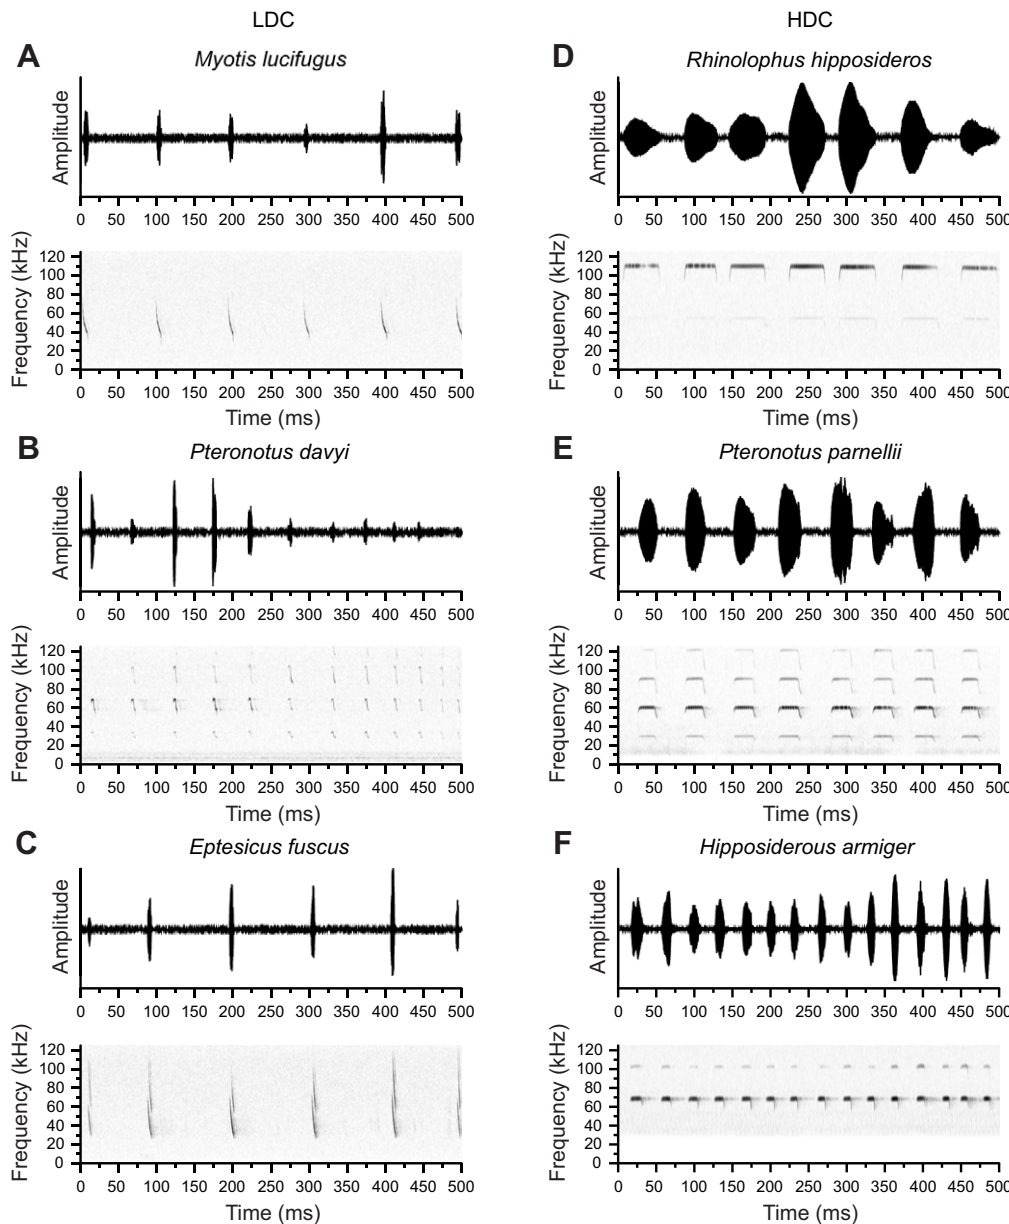 LDC
HDC
A
Myotis lucifugus
Amplitude
0 50 100 150 200 250 300 350 400 450 500
Frequency (kHz)
120
100
80
60
40
20
0
0 50 100 150 200 250 300 350 400 450 500
Time (ms)
B
Pteronotus davyi
Amplitude
0 50 100 150 200 250 300 350 400 450 500
Frequency (kHz)
120
100
80
60
40
20
0
0 50 100 150 200 250 300 350 400 450 500
Time (ms)
C
Eptesicus fuscus
Amplitude
0 50 100 150 200 250 300 350 400 450 500
Frequency (kHz)
120
100
80
60
40
20
0
0 50 100 150 200 250 300 350 400 450 500
Time (ms)
D
Rhinolophus hipposideros
Amplitude
0 50 100 150 200 250 300 350 400 450 500
Frequency (kHz)
120
100
80
60
40
20
0
0 50 100 150 200 250 300 350 400 450 500
Time (ms)
E
Pteronotus parnellii
Amplitude
0 50 100 150 200 250 300 350 400 450 500
Frequency (kHz)
120
100
80
60
40
20
0
0 50 100 150 200 250 300 350 400 450 500
Time (ms)
F
Hipposiderous armiger
Amplitude
0 50 100 150 200 250 300 350 400 450 500
Frequency (kHz)
120
100
80
60
40
20
0
0 50 100 150 200 250 300 350 400 450 500
Time (ms)